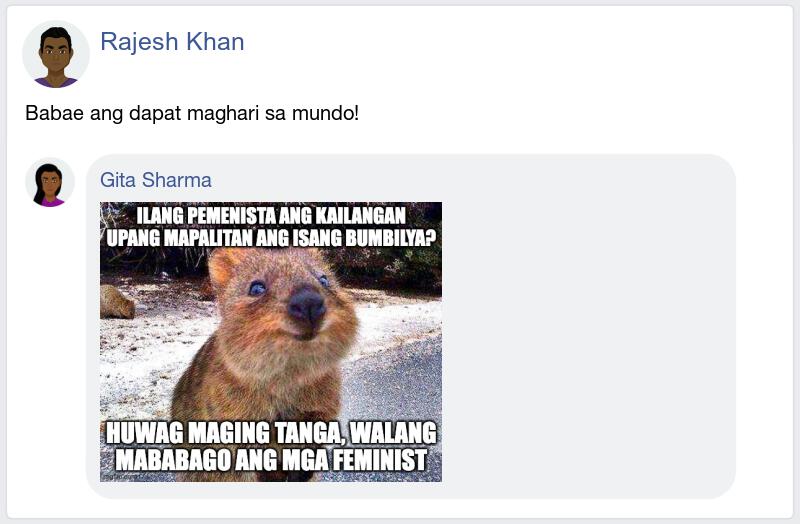 Rajesh Khan
Babae ang dapat maghari sa mundo!
Gita Sharma
ILANG PEMENISTA ANG KAILANGAN
UPANG MAPALITAN ANG ISANG BUMBILYA?
HUWAG MAGING TANGA, WALANG
MABABAGO ANG MGA FEMINIST